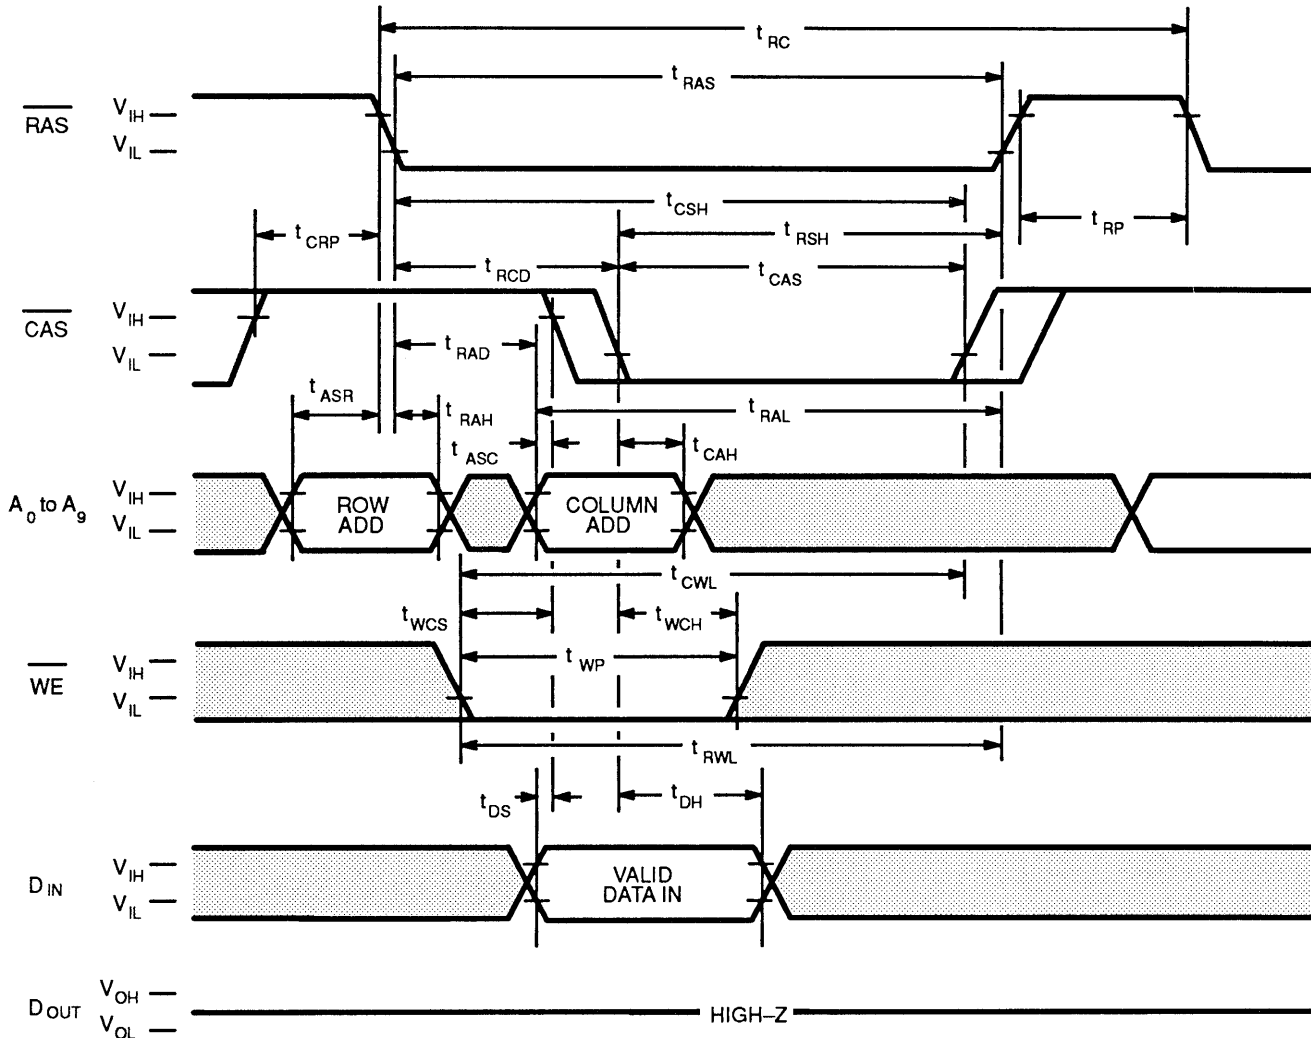 t RC
t RAS
RAS
V IH
V IL
t CSH
t CRP
t RSH
t RP
t RCD
t CAS
CAS
V IH
V IL
t RAD
t ASR
t RAH
t RAL
t ASC
t CAH
A 0 to A 9
V IH
V IL
ROW
ADD
COLUMN
ADD
t CWL
t WCS
t WCH
WE
V IH
V IL
t WP
t RWL
t DS
t DH
D IN
V IH
V IL
VALID
DATA IN
D OUT
V OH
V OL
HIGH–Z